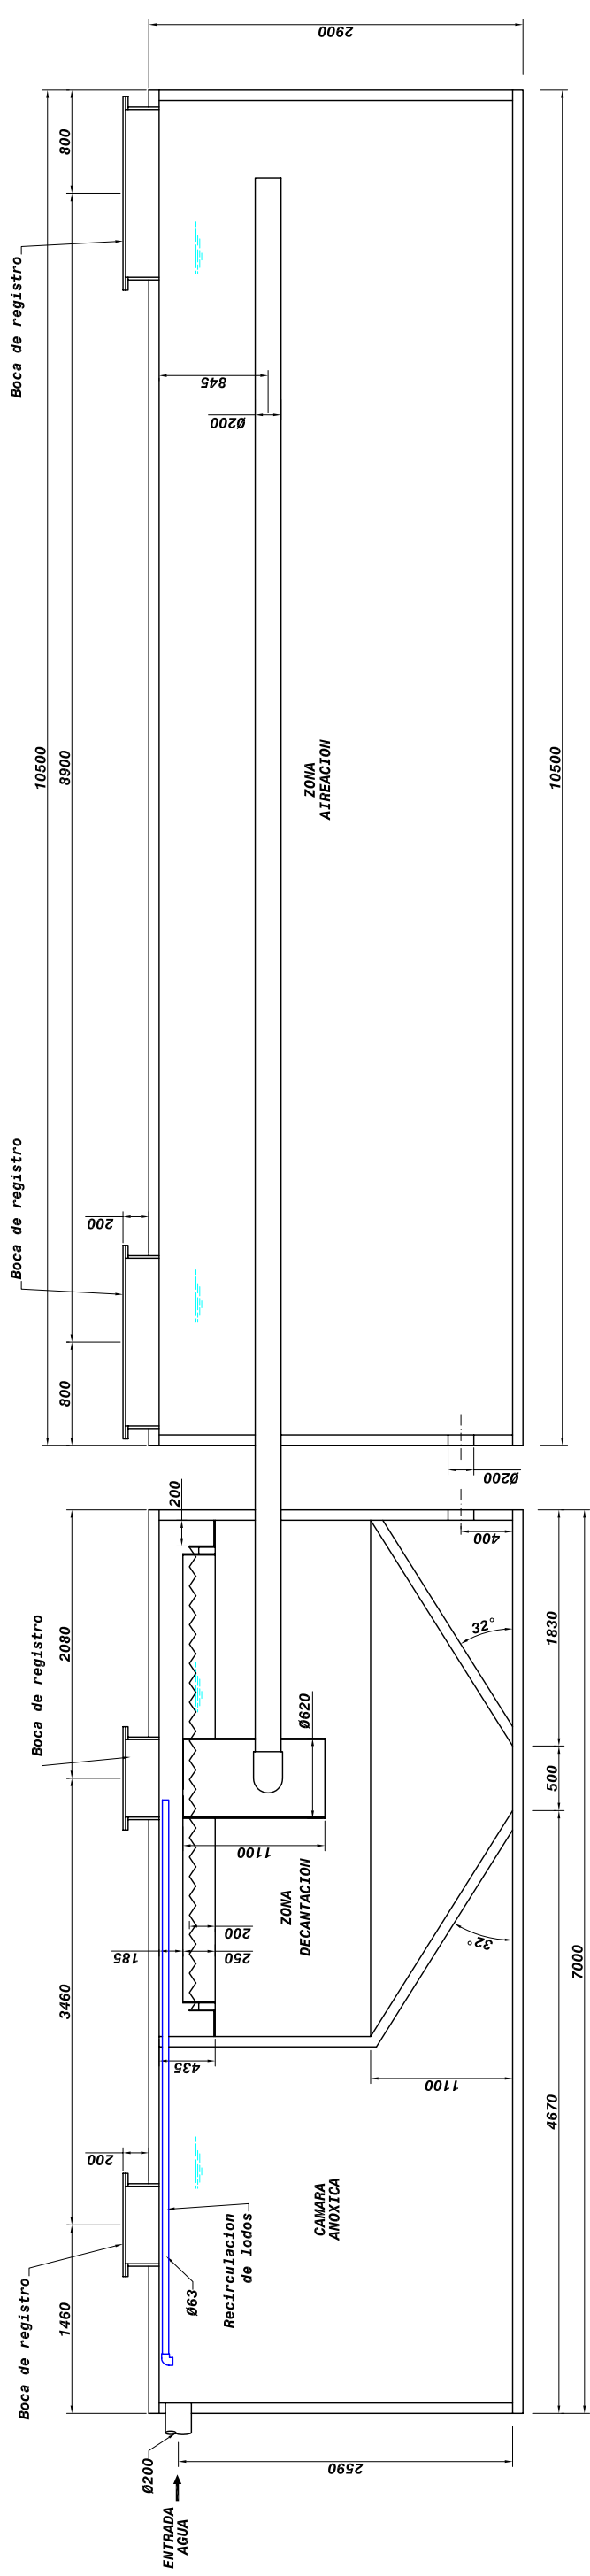 2900
10500
800
Boca de registro
845
Ø200
10500
8900
ZONA
AIREACION
10500
Boca de registro
200
800
Ø200
200
400
2080
Boca de registro
32°
1830
Ø620
500
1100
ZONA
DECANTACION
200
250
185
32°
7000
3460
435
1100
4670
200
CAMARA
ANOXICA
Recirculacion
de lodos
Ø63
Boca de registro
1460
Ø200
2590
ENTRADA
AGUA